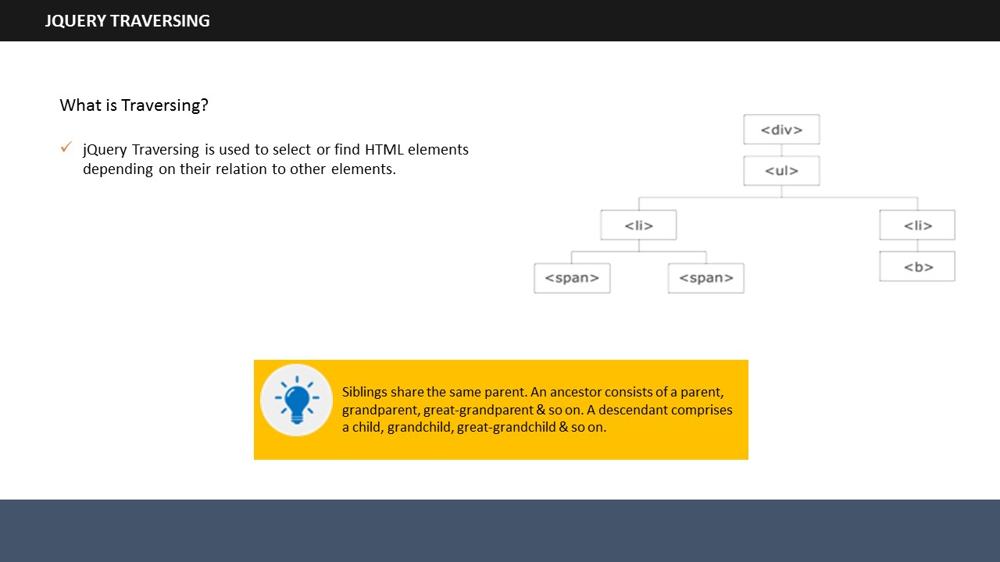 JQUERY TRAVERSING
What is Traversing?
✓ jQuery Traversing is used to select or find HTML elements
depending on their relation to other elements.
<div>
<ul>
<li>
<li>
<span>
<span>
<b>
Siblings share the same parent. An ancestor consists of a parent,
grandparent, great-grandparent & so on. A descendant comprises
a child, grandchild, great-grandchild & so on.